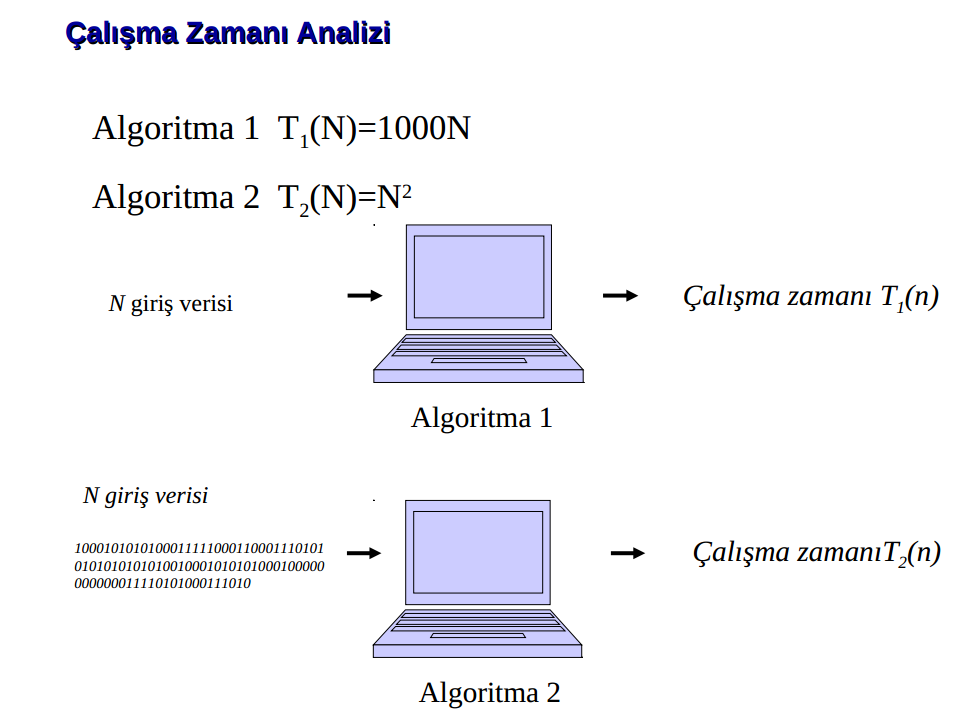 Çalışma Zamanı Analizi
Algoritma 1 T₁(N)=1000N
Algoritma 2 T₂(N)=N²
N giriş verisi
Çalışma zamanı T₁(n)
Algoritma 1
N giriş verisi
1000101010100011111000110001110101
0101010101010010001010101000100000
000000011110101000111010
Çalışma zamanıT₂(n)
Algoritma 2